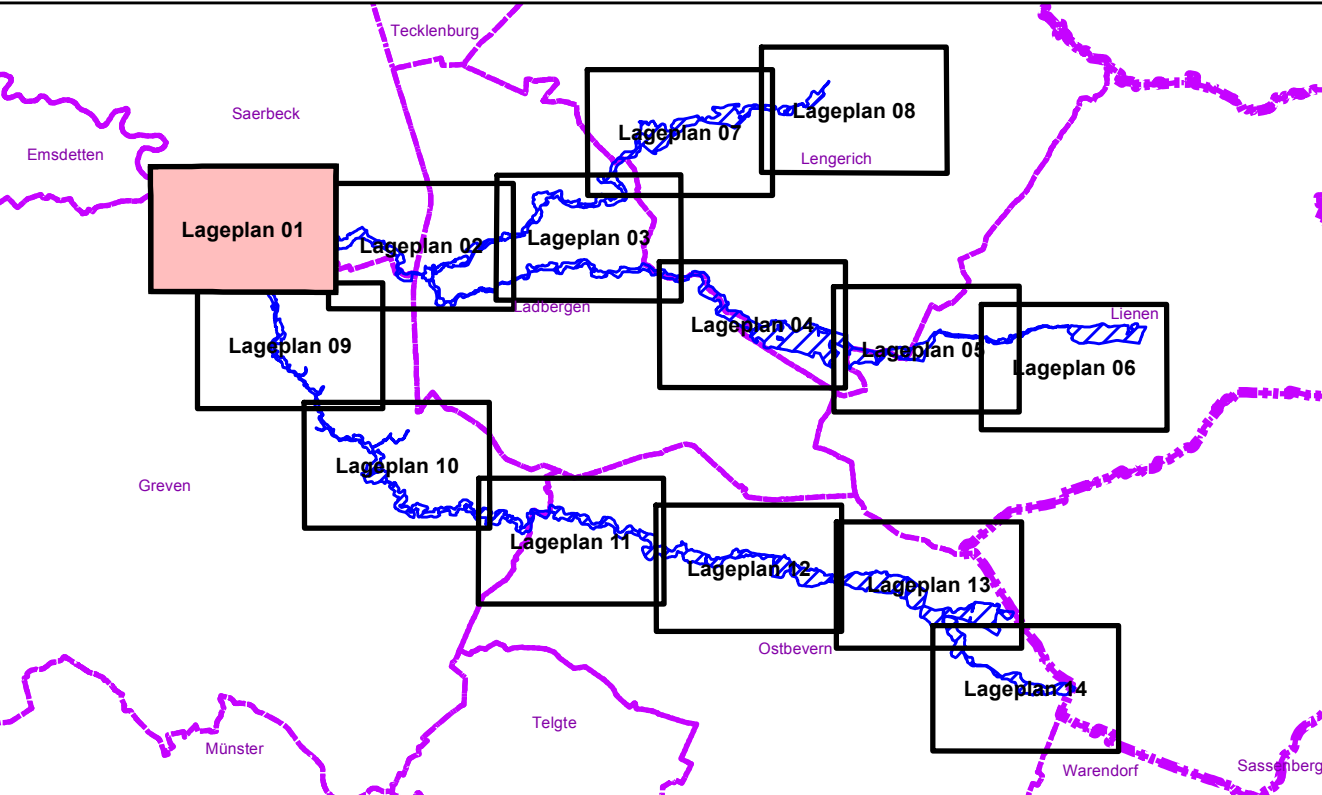 Tecklenburg
Saerbeck
Emsdetten
Lageplan 08
Lageplan 07
Lengerich
Lageplan 01
Lageplan 02
Lageplan 03
Ladbergen
Lageplan 04
Lienen
Lageplan 05
Lageplan 06
Lageplan 09
Lageplan 10
Greven
Lageplan 11
Lageplan 12
Lageplan 13
Ostbevern
Lageplan 14
Telgte
Münster
Warendorf
Sassenberg